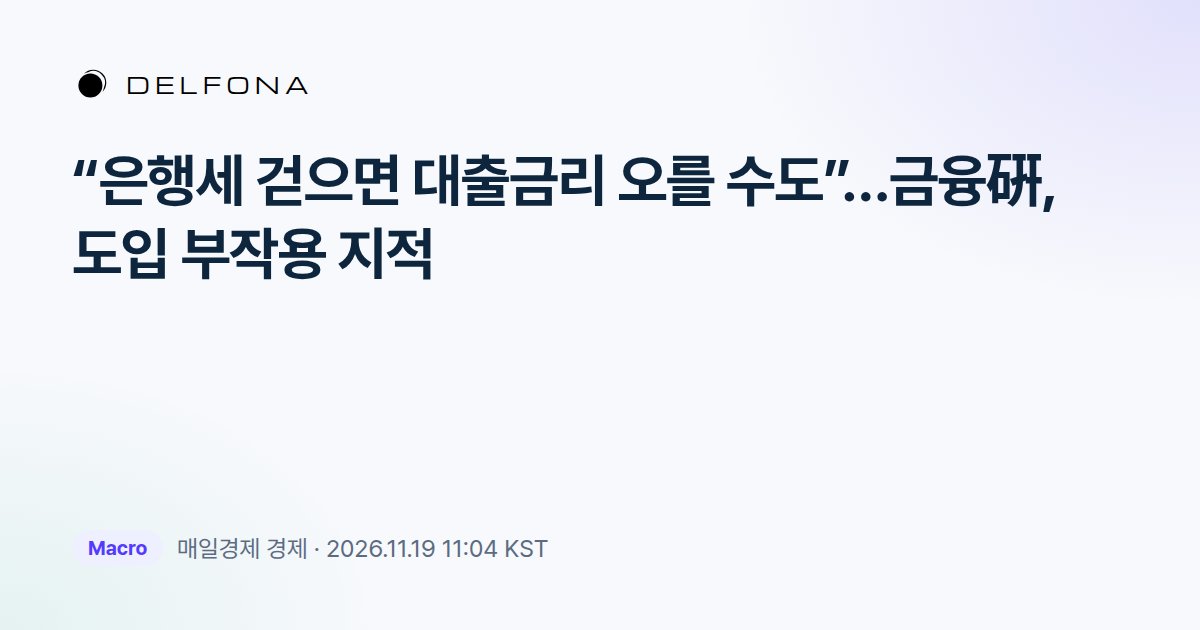 DELFONA
“은행세 걷으면 대출금리 오를 수도”…금융硏,
도입 부작용 지적
Macro 매일경제 경제 · 2026.11.19 11:04 KST